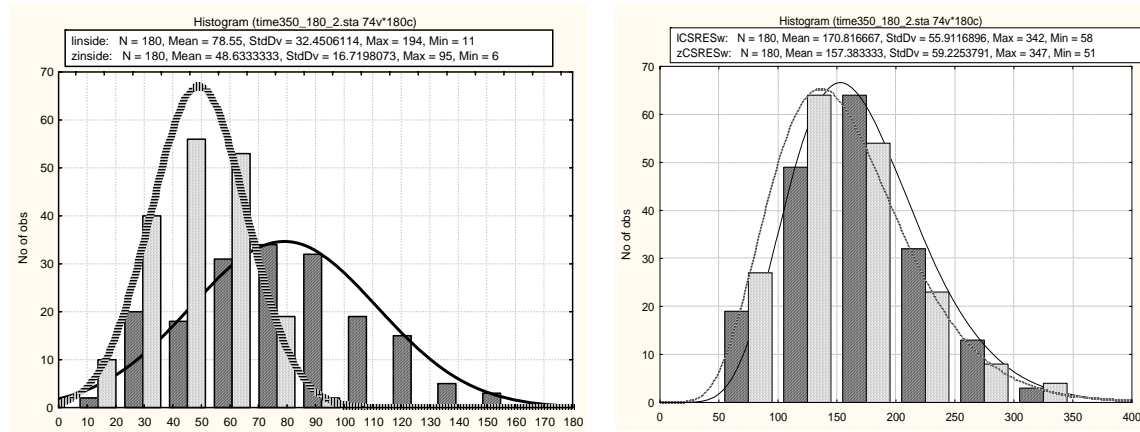 Histogram (time350_180_2.sta 74v*180c)
linside: N = 180, Mean = 78.55, StdDv = 32.4506114, Max = 194, Min = 11
zinside: N = 180, Mean = 48.6333333, StdDv = 16.7198073, Max = 95, Min = 6
70
60
50
40
30
20
10
0
No of obs
0 10 20 30 40 50 60 70 80 90 100 110 120 130 140 150 160 170 180
Histogram (time350_180_2.sta 74v*180c)
lCSRESw: N = 180, Mean = 170.816667, StdDv = 55.9116896, Max = 342, Min = 58
zCSRESw: N = 180, Mean = 157.383333, StdDv = 59.2253791, Max = 347, Min = 51
70
60
50
40
30
20
10
0
No of obs
0 50 100 150 200 250 300 350 400